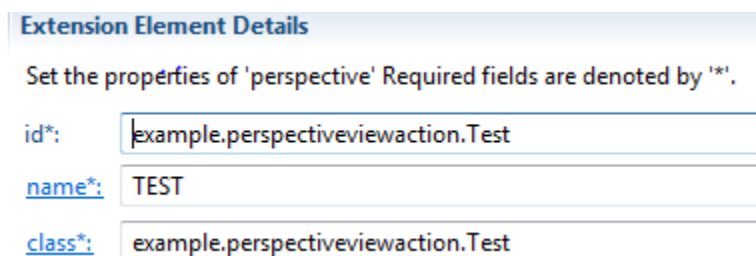 Extension Element Details
Set the properties of 'perspective' Required fields are denoted by '*'.
id*: example.perspectiveviewaction.Test
name*: TEST
class*: example.perspectiveviewaction.Test